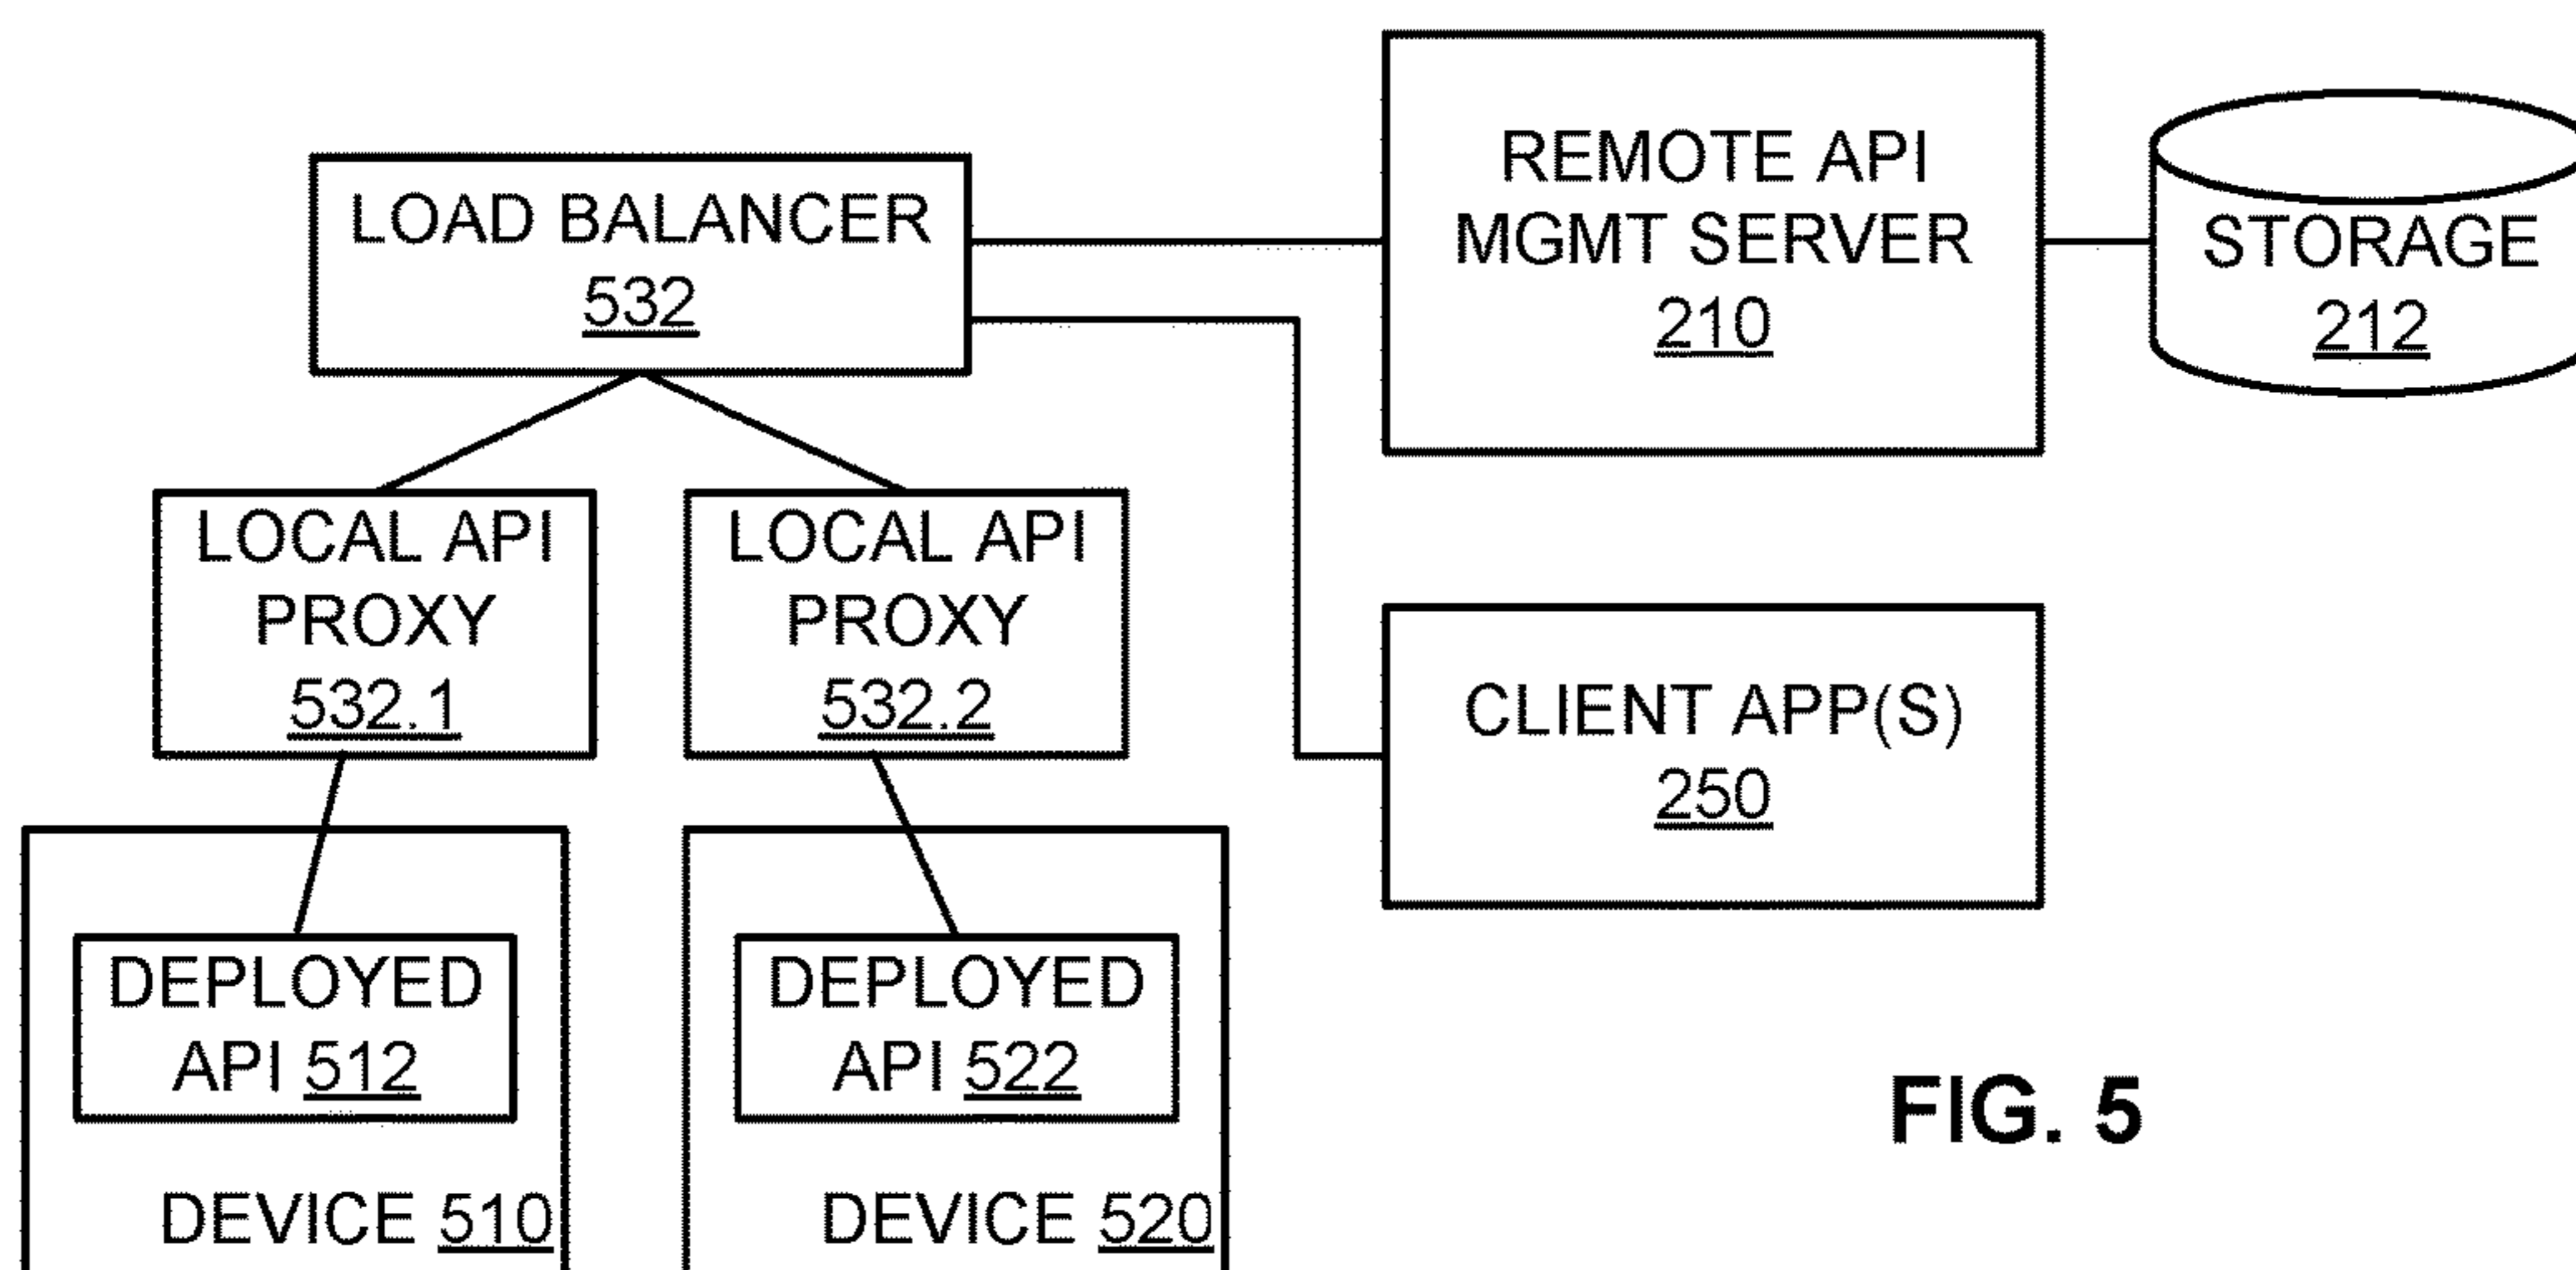 LOAD BALANCER
532
REMOTE API
MGMT SERVER
210
STORAGE
212
LOCAL API
PROXY
532.1
LOCAL API
PROXY
532.2
CLIENT APP(S)
250
DEPLOYED
API 512
DEVICE 510
DEPLOYED
API 522
DEVICE 520
FIG. 5